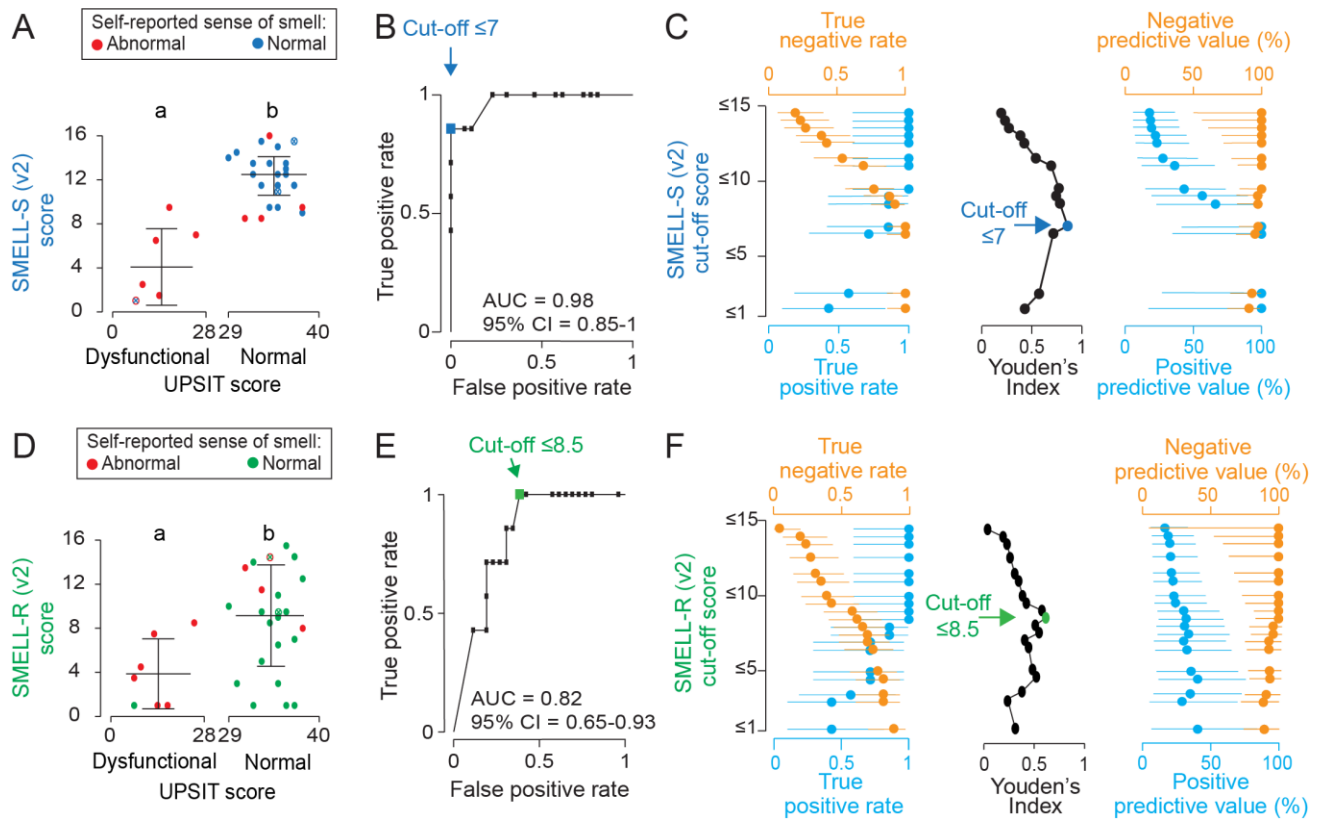 A
Self-reported sense of smell:
Abnormal Normal
a b
SMELL-S (v2)
score
16
12
8
4
0
0 28 29 40
Dysfunctional Normal
UPSIT score
B
Cut-off ≤7
True positive rate
1
0.5
0
AUC = 0.98
95% CI = 0.85-1
0 0.5 1
False positive rate
C
True
negative rate
0 0.5 1
SMELL-S (v2)
cut-off score
≤15
≤10
≤5
≤1
0 0.5 1
True
positive rate
Cut-off
≤7
0 0.5 1
Youden's
Index
Negative
predictive value (%)
0 50 100
0 50 100
Positive
predictive value (%)
D
Self-reported sense of smell:
Abnormal Normal
a b
SMELL-R (v2)
score
16
12
8
4
0
0 28 29 40
Dysfunctional Normal
UPSIT score
E
Cut-off ≤8.5
True positive rate
1
0.5
0
AUC = 0.82
95% CI = 0.65-0.93
0 0.5 1
False positive rate
F
True
negative rate
0 0.5 1
SMELL-R (v2)
cut-off score
≤15
≤10
≤5
≤1
0 0.5 1
True
positive rate
Cut-off
≤8.5
0 0.5 1
Youden's
Index
Negative
predictive value (%)
0 50 100
0 50 100
Positive
predictive value (%)